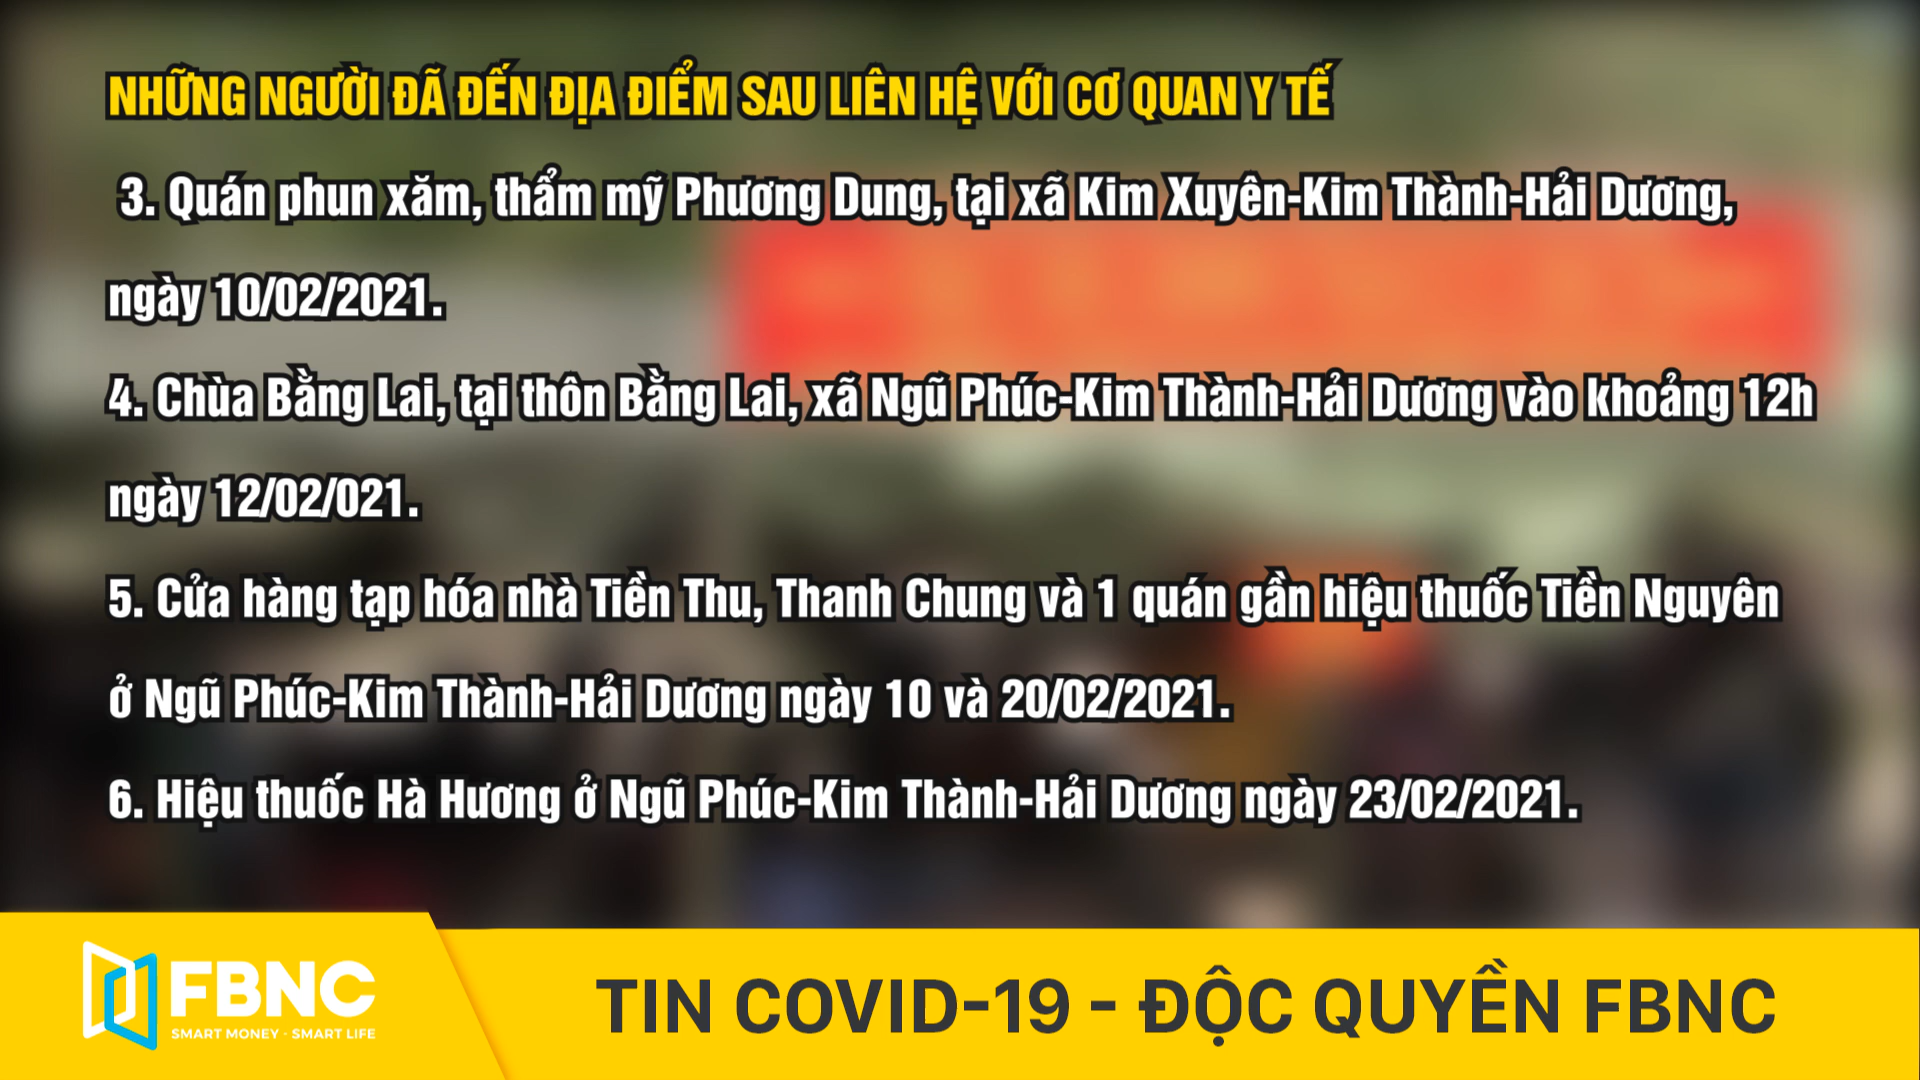 NHỮNG NGƯỜI ĐÃ ĐẾN ĐỊA ĐIỂM SAU LIÊN HỆ VỚI CƠ QUAN Y TẾ
3. Quán phun xăm, thẩm mỹ Phương Dung, tại xã Kim Xuyên-Kim Thành-Hải Dương,
ngày 10/02/2021.
4. Chùa Bằng Lai, tại thôn Bằng Lai, xã Ngũ Phúc-Kim Thành-Hải Dương vào khoảng 12h
ngày 12/02/021.
5. Cửa hàng tạp hóa nhà Tiền Thu, Thanh Chung và 1 quán gần hiệu thuốc Tiền Nguyên
ở Ngũ Phúc-Kim Thành-Hải Dương ngày 10 và 20/02/2021.
6. Hiệu thuốc Hà Hương ở Ngũ Phúc-Kim Thành-Hải Dương ngày 23/02/2021.
FBNC
SMART MONEY - SMART LIFE
TIN COVID-19 - ĐỘC QUYỀN FBNC